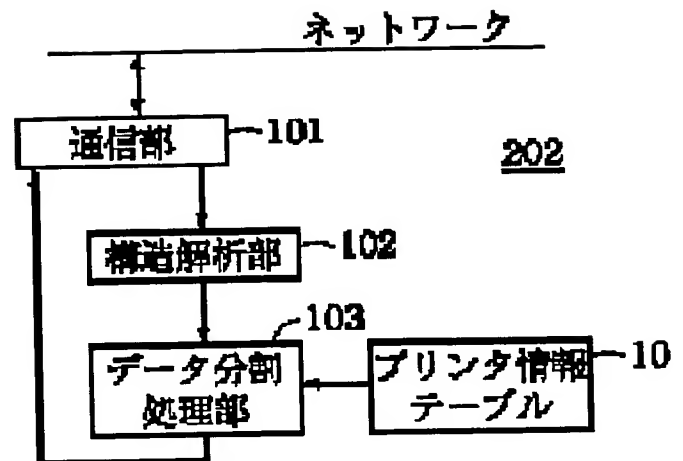 ネットワーク
通信部
101
202
構造解析部
102
103
データ分割
処理部
プリンタ情報
テーブル
10